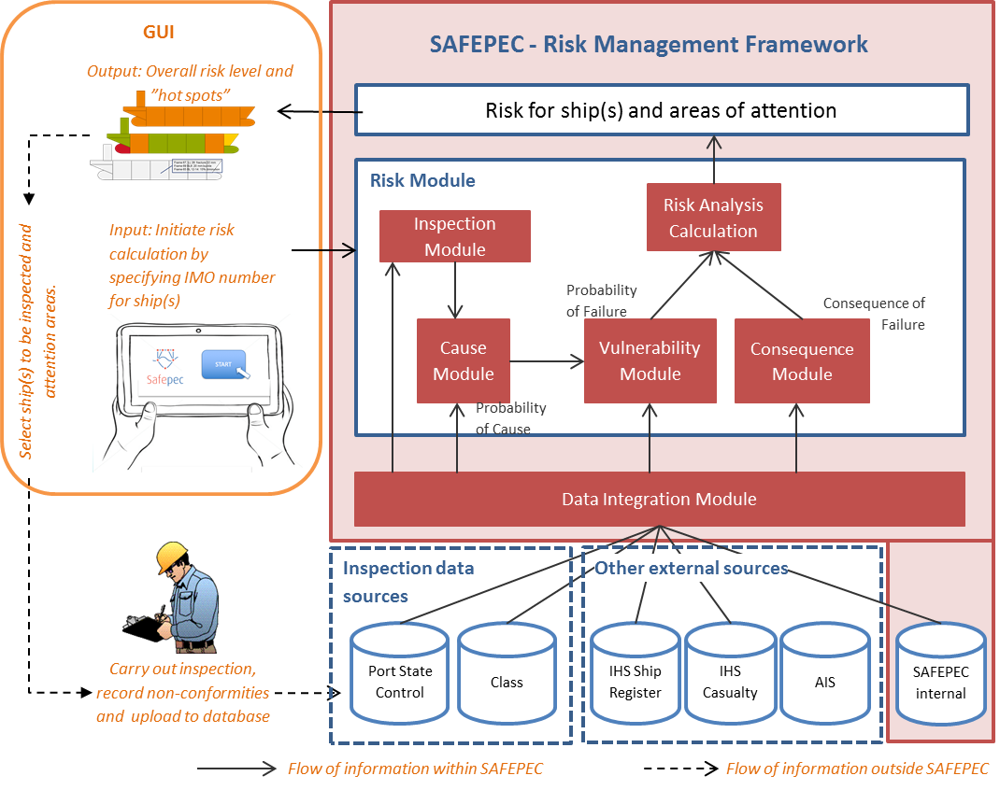 GUI
Output: Overall risk level and
”hot spots”
Select ship(s) to be inspected and
attention areas.
Input: Initiate risk
calculation by
specifying IMO number
for ship(s)
Safepec
START
SAFEPEC - Risk Management Framework
Risk for ship(s) and areas of attention
Risk Module
Inspection
Module
Risk Analysis
Calculation
Probability
of Failure
Consequence of
Failure
Cause
Module
Vulnerability
Module
Consequence
Module
Probability
of Cause
Data Integration Module
Inspection data
sources
Other external sources
Port State
Control
Class
IHS Ship
Register
IHS
Casualty
AIS
SAFEPEC
internal
Carry out inspection,
record non-conformities
and upload to database
Flow of information within SAFEPEC
Flow of information outside SAFEPEC